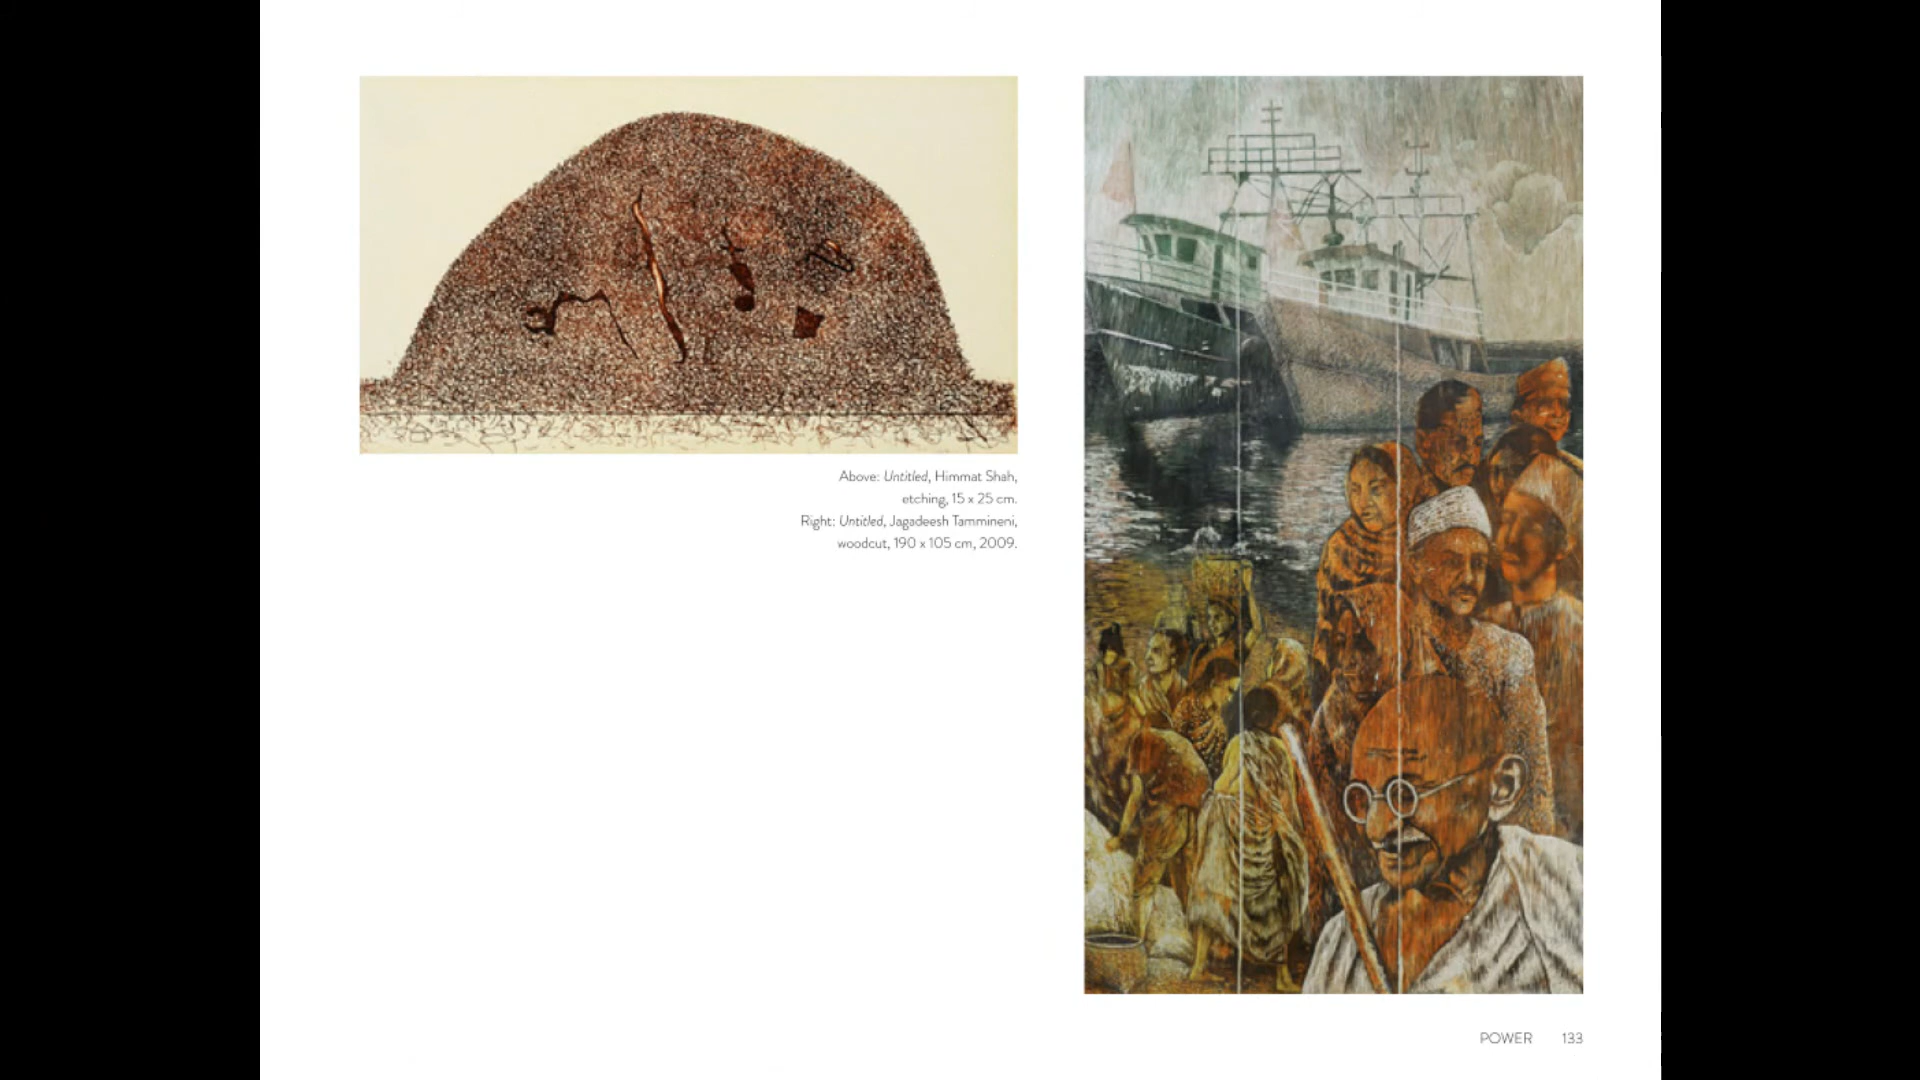 Above: Untitled, Himmat Shah,
etching, 15 x 25 cm.
Right: Untitled, Jagadeesh Tammineni,
woodcut, 190 x 105 cm, 2009.
POWER 133